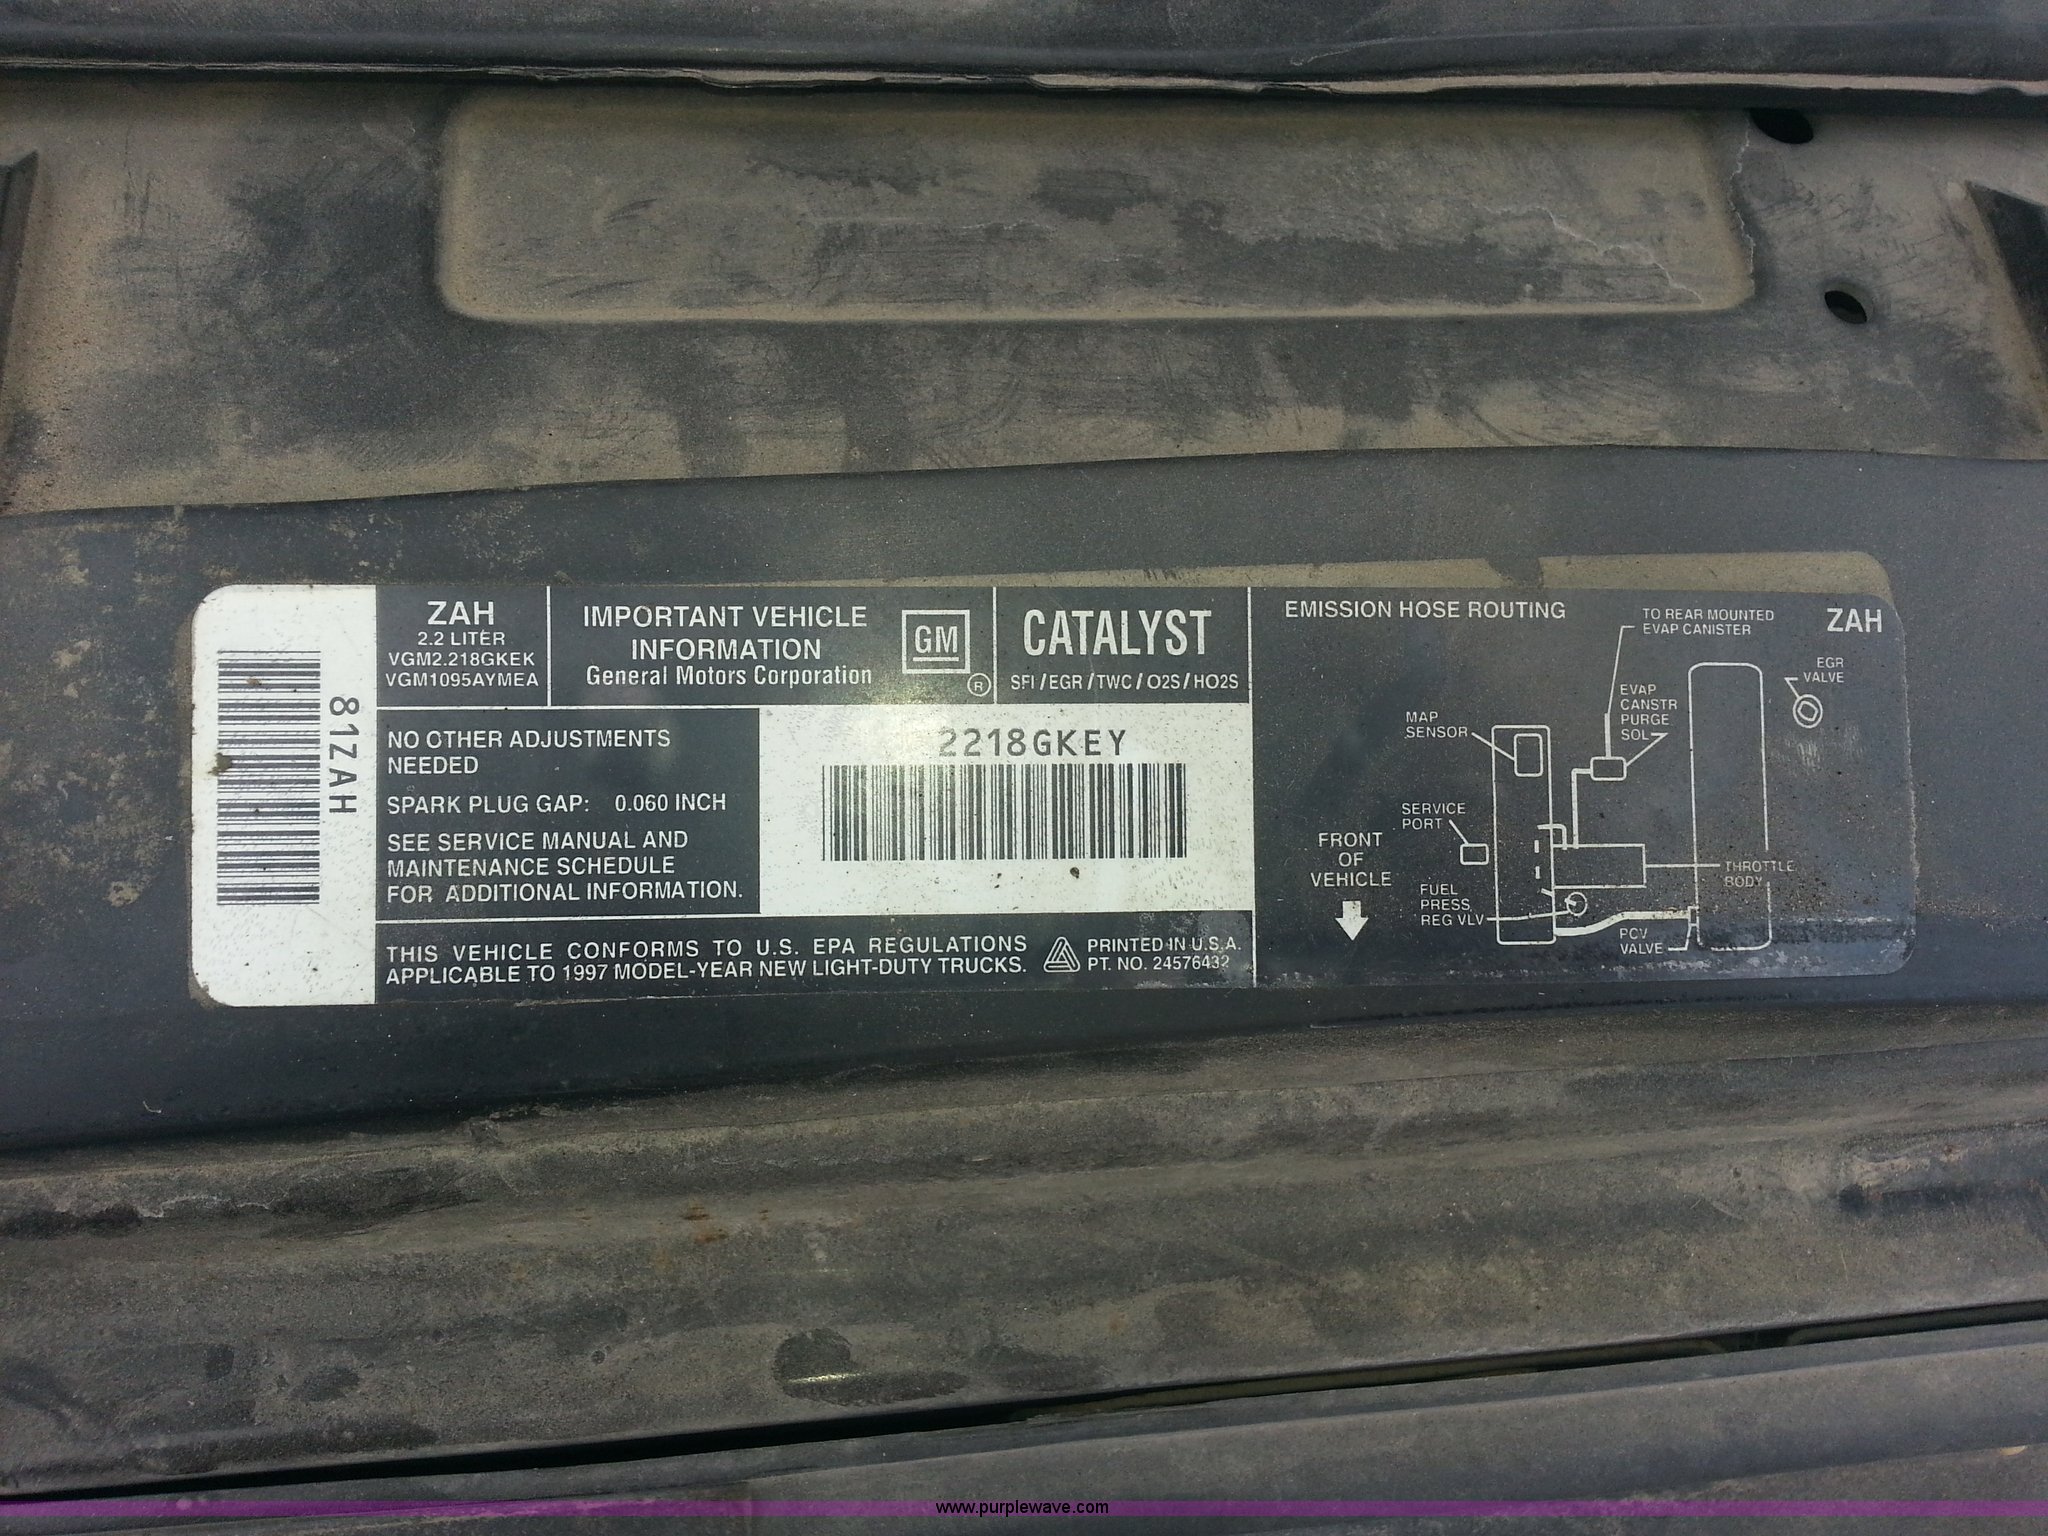 81ZAH
ZAH
2.2 LITER
VGM2.218GKEK
VGM1095AYMEA
IMPORTANT VEHICLE
INFORMATION
General Motors Corporation
GM
®
CATALYST
SFI/EGR/TWC/O2S/HO2S
NO OTHER ADJUSTMENTS
NEEDED
SPARK PLUG GAP: 0.060 INCH
SEE SERVICE MANUAL AND
MAINTENANCE SCHEDULE
FOR ADDITIONAL INFORMATION.
2218GKEY
THIS VEHICLE CONFORMS TO U.S. EPA REGULATIONS
APPLICABLE TO 1997 MODEL-YEAR NEW LIGHT-DUTY TRUCKS.
PRINTED IN U.S.A.
PT. NO. 24576432
EMISSION HOSE ROUTING
TO REAR MOUNTED
EVAP CANISTER
ZAH
EGR
VALVE
EVAP
CANSTR
PURGE
SOL
MAP
SENSOR
SERVICE
PORT
FRONT
OF
VEHICLE
THROTTLE
BODY
FUEL
PRESS
REG VLV
PCV
VALVE
www.purplewave.com